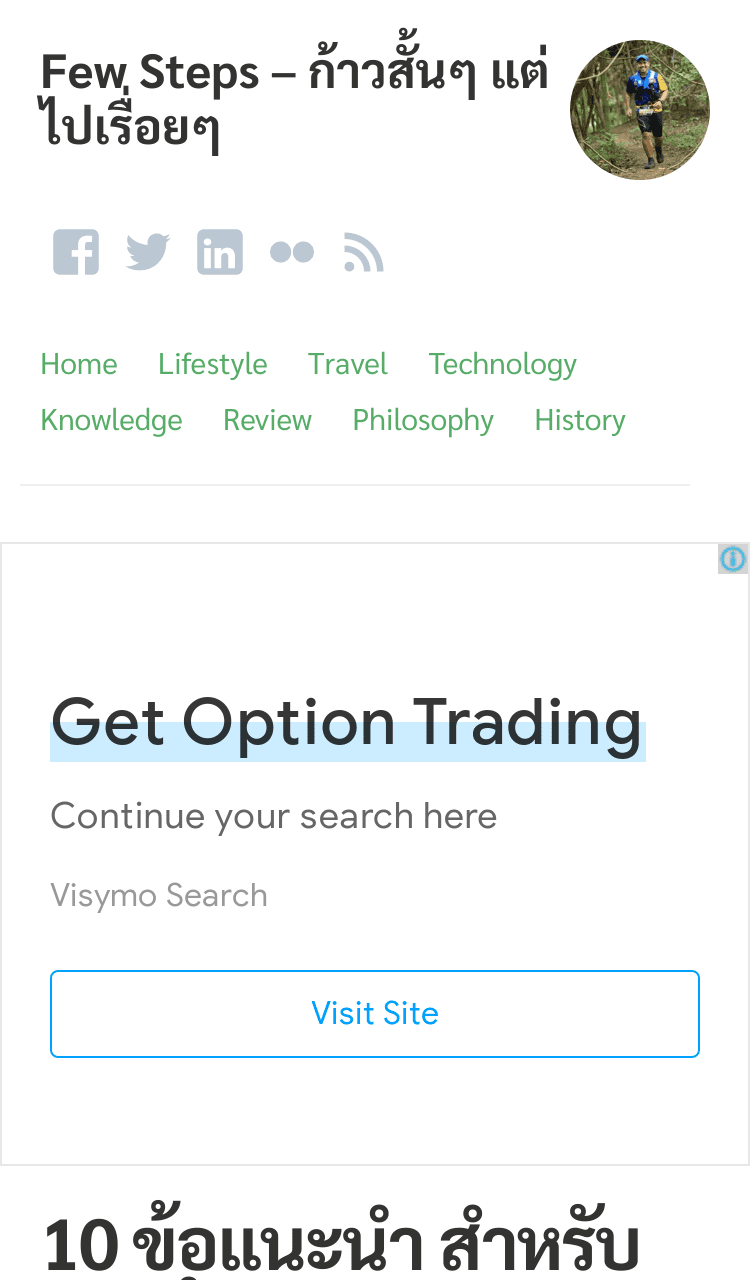 Few Steps – ก้าวสั้นๆ แต่
ไปเรื่อยๆ
Home Lifestyle Travel Technology
Knowledge Review Philosophy History
Get Option Trading
Continue your search here
Visymo Search
Visit Site
10 ข้อแนะนำ สำหรับ